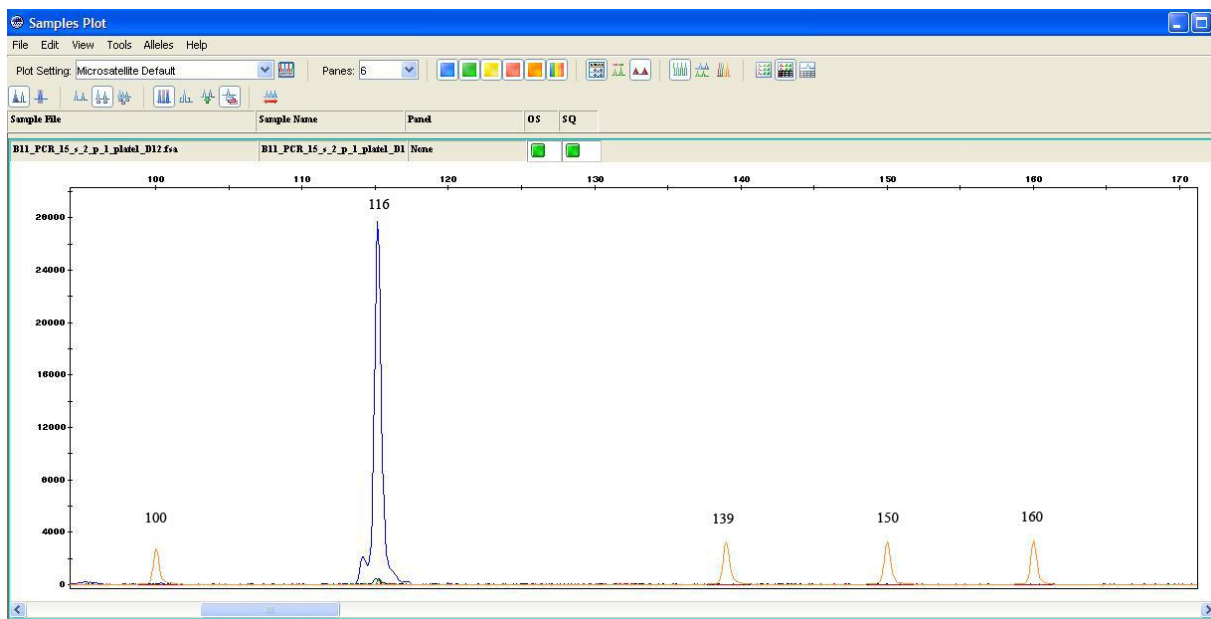 Samples Plot
File Edit View Tools Alleles Help
Plot Setting: Microsatellite Default Panes: 6
Sample File Sample Name Panel OS SQ
B11_PCR_15_s_2_p_1_plate1_D12.fsa B11_PCR_15_s_2_p_1_plate1_D1 None
100 110 120 130 140 150 160 170
116
28000
24000
20000
16000
12000
8000
100 139 150 160
4000
0